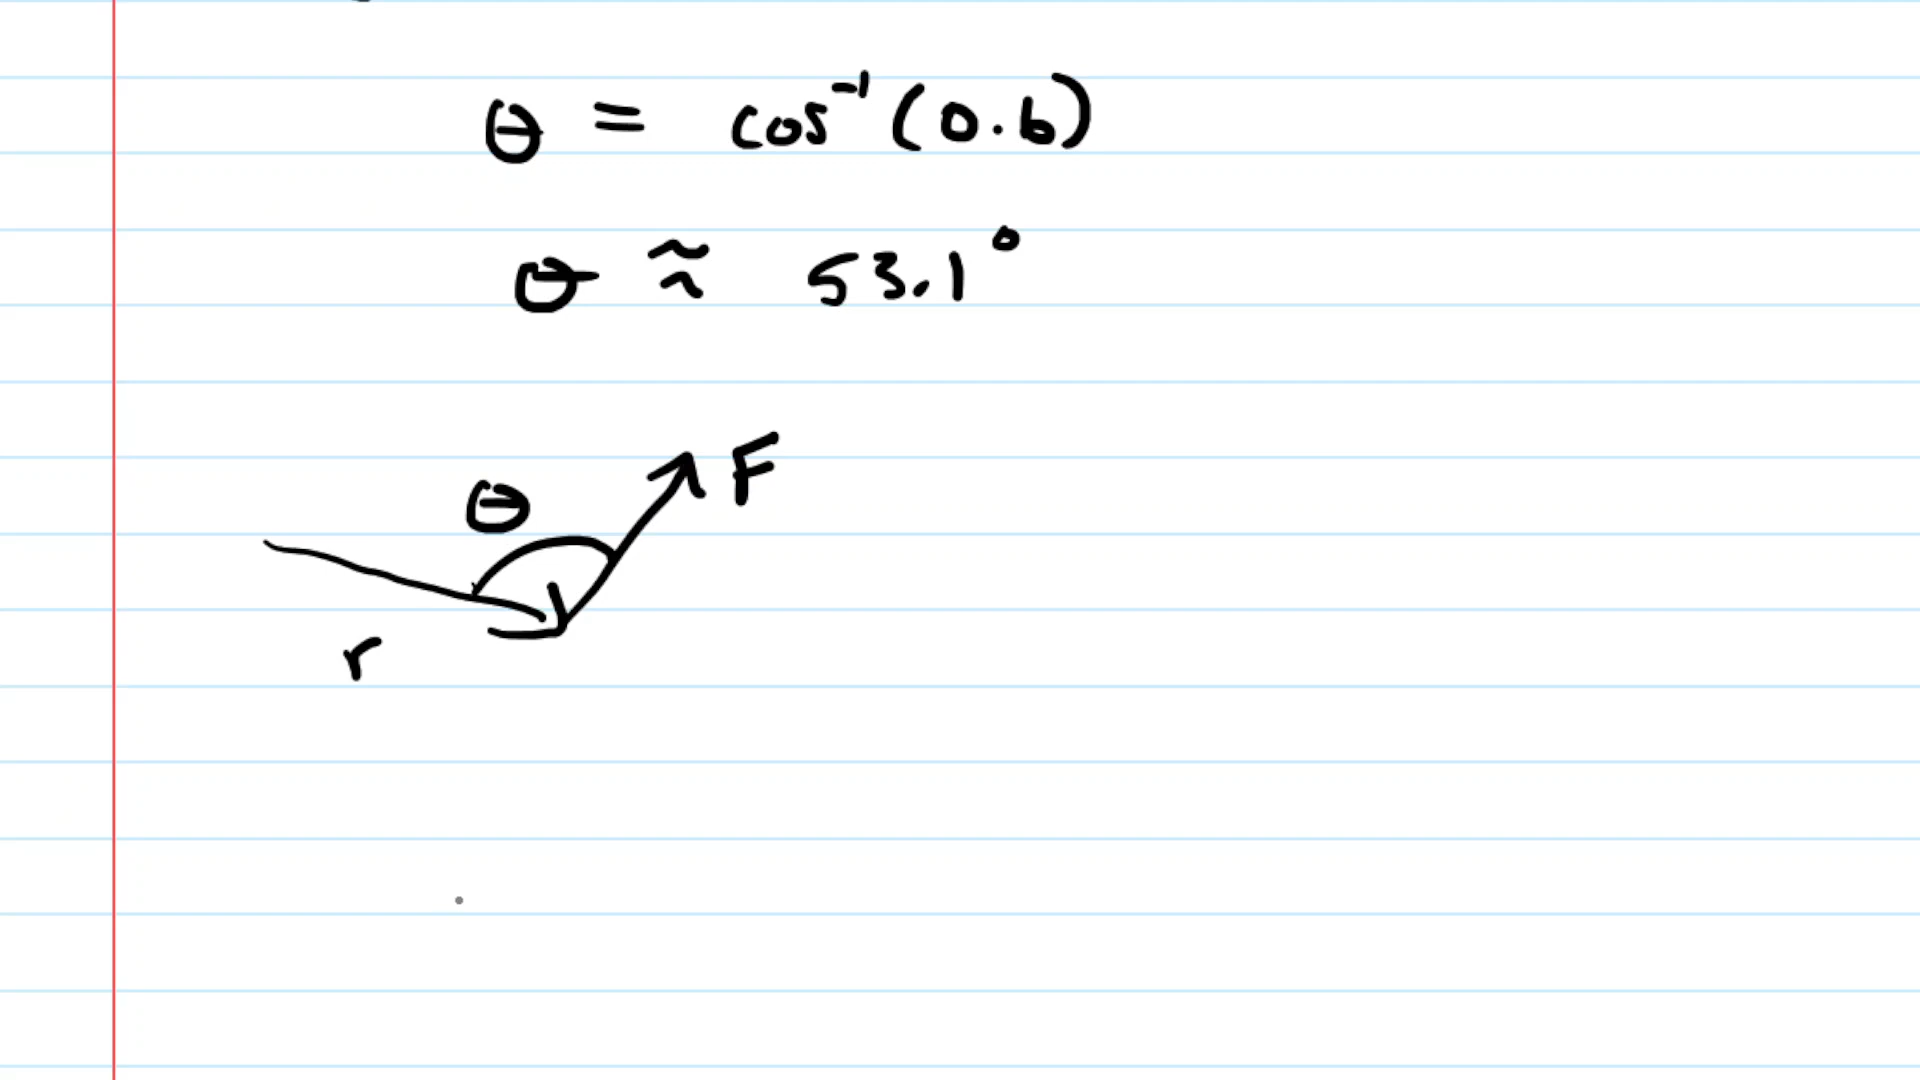 θ = cos⁻¹(0.6)
θ ≈ 53.1°
F
θ
r